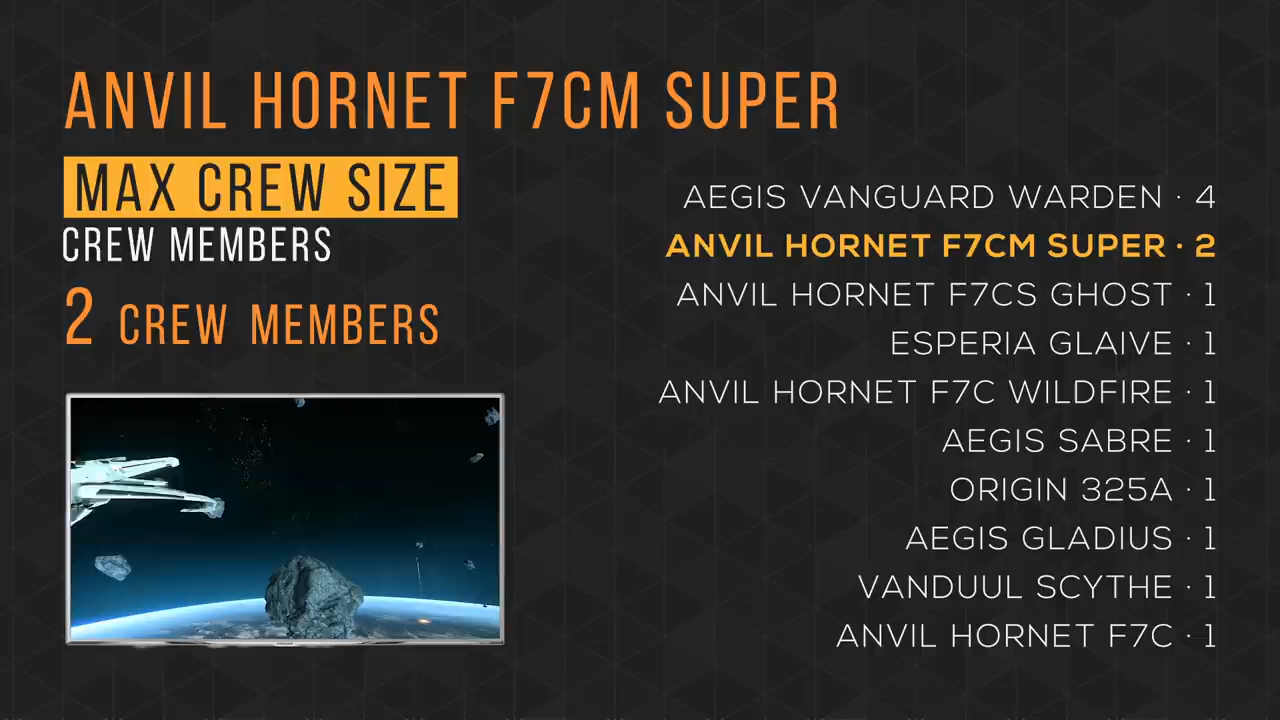 ANVIL HORNET F7CM SUPER
MAX CREW SIZE
CREW MEMBERS
2 CREW MEMBERS
AEGIS VANGUARD WARDEN · 4
ANVIL HORNET F7CM SUPER · 2
ANVIL HORNET F7CS GHOST · 1
ESPERIA GLAIVE · 1
ANVIL HORNET F7C WILDFIRE · 1
AEGIS SABRE · 1
ORIGIN 325A · 1
AEGIS GLADIUS · 1
VANDUUL SCYTHE · 1
ANVIL HORNET F7C · 1